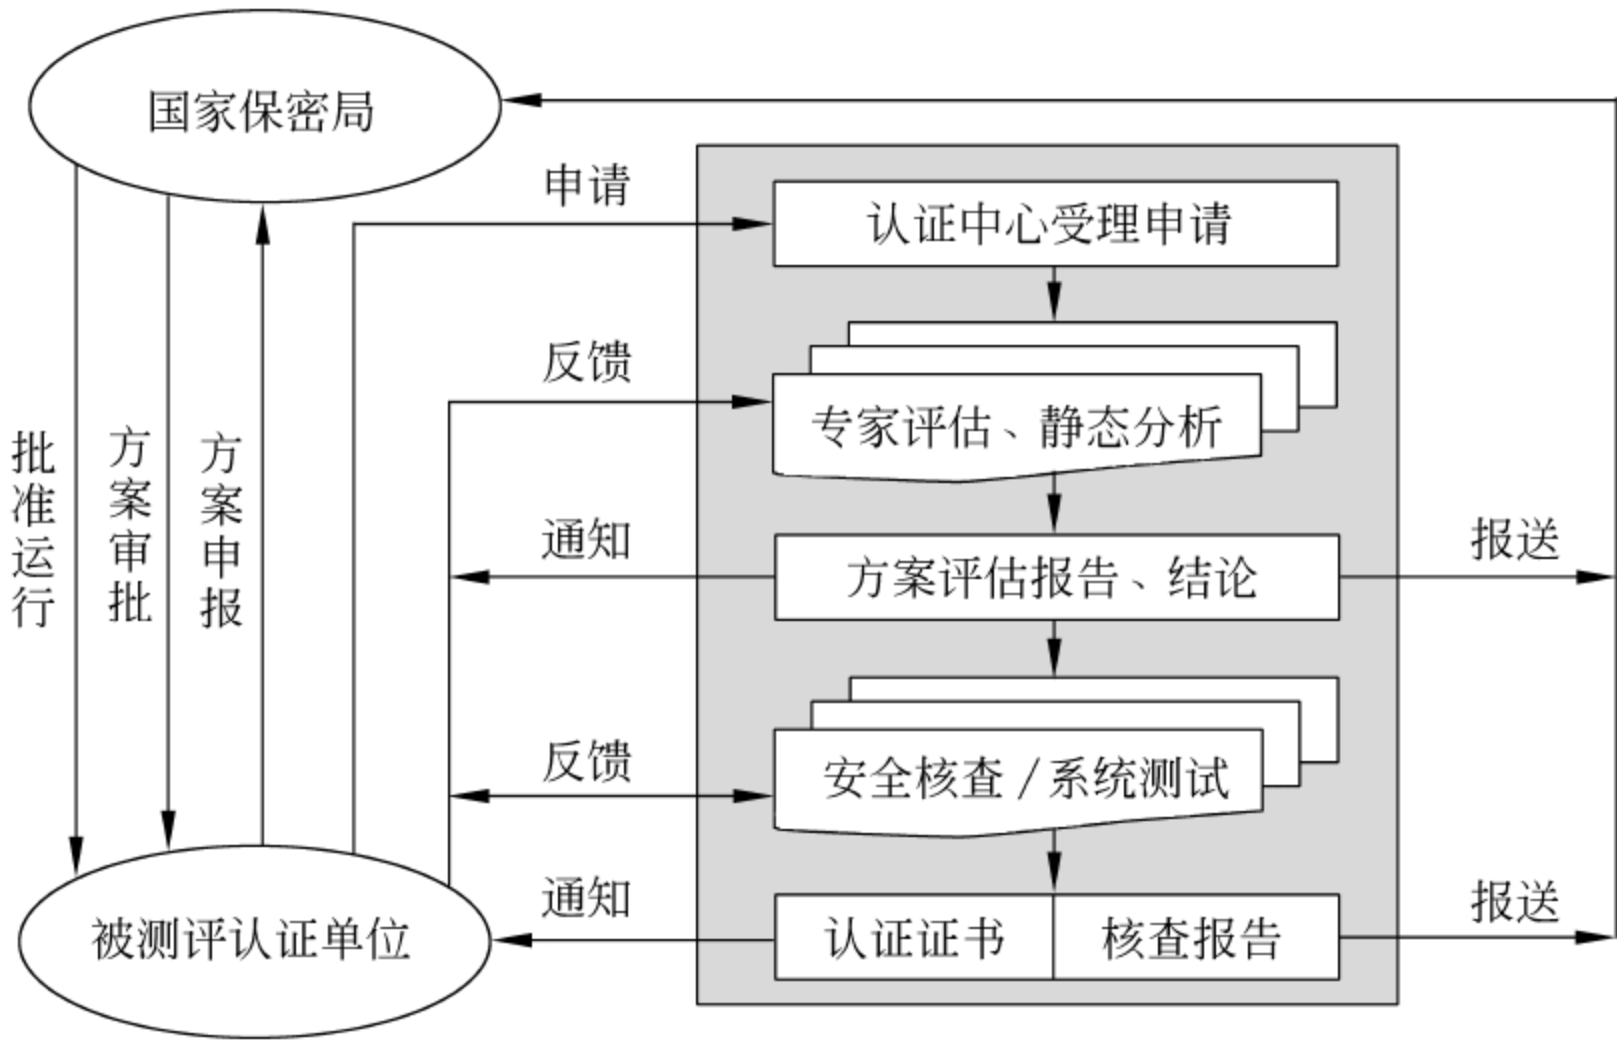 国家保密局
申请
认证中心受理申请
反馈
专家评估、静态分析
批准运行
方案审批
方案申报
通知
方案评估报告、结论
报送
反馈
安全核查/系统测试
通知
被测评认证单位
认证证书
核查报告
报送